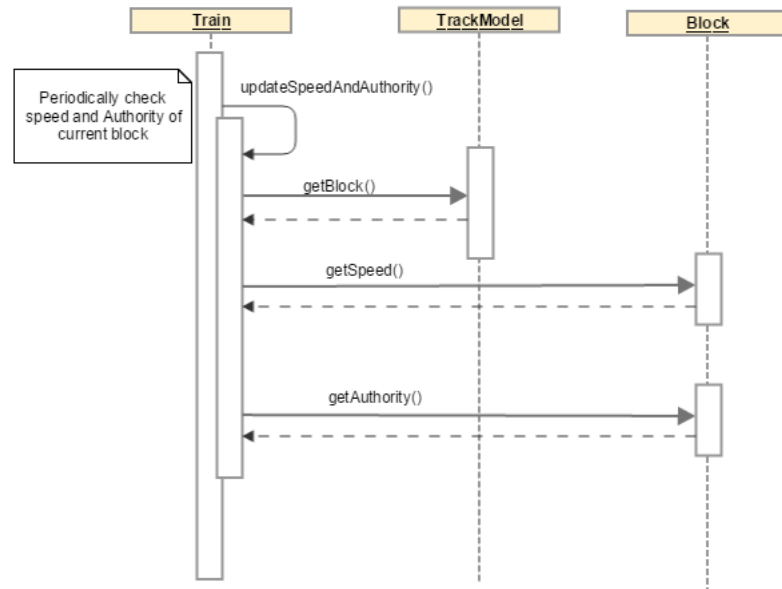 Train
TrackModel
Block
Periodically check
speed and Authority of
current block
updateSpeedAndAuthority()
getBlock()
getSpeed()
getAuthority()